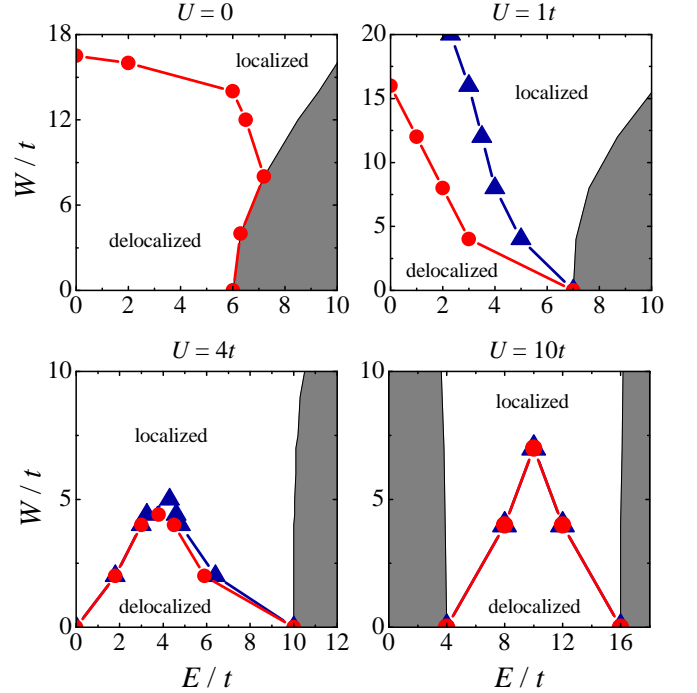 U = 0
U = 1t
18
12
6
0
W / t
localized
delocalized
0 2 4 6 8 10
20
15
10
5
0
localized
delocalized
0 2 4 6 8 10
U = 4t
U = 10t
10
5
0
W / t
localized
delocalized
0 2 4 6 8 10 12
E / t
10
5
0
localized
delocalized
0 4 8 12 16
E / t